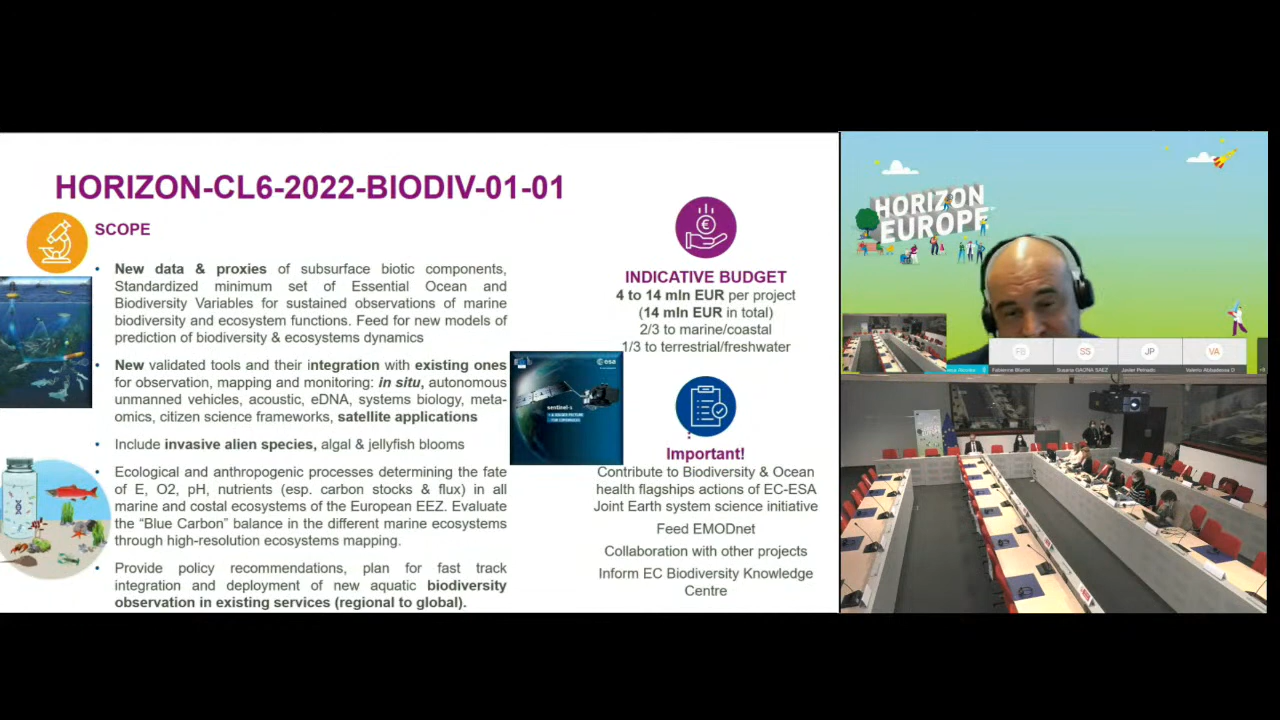 HORIZON-CL6-2022-BIODIV-01-01
SCOPE
• New data & proxies of subsurface biotic components,
Standardized minimum set of Essential Ocean and
Biodiversity Variables for sustained observations of marine
biodiversity and ecosystem functions. Feed for new models of
prediction of biodiversity & ecosystems dynamics
• New validated tools and their integration with existing ones
for observation, mapping and monitoring: in situ, autonomous
unmanned vehicles, acoustic, eDNA, systems biology, meta-
omics, citizen science frameworks, satellite applications
• Include invasive alien species, algal & jellyfish blooms
• Ecological and anthropogenic processes determining the fate
of E, O2, pH, nutrients (esp. carbon stocks & flux) in all
marine and costal ecosystems of the European EEZ. Evaluate
the “Blue Carbon” balance in the different marine ecosystems
through high-resolution ecosystems mapping.
• Provide policy recommendations, plan for fast track
integration and deployment of new aquatic biodiversity
observation in existing services (regional to global).
esa
INDICATIVE BUDGET
4 to 14 mln EUR per project
(14 mln EUR in total)
2/3 to marine/coastal
1/3 to terrestrial/freshwater
Important!
Contribute to Biodiversity & Ocean
health flagships actions of EC-ESA
Joint Earth system science initiative
Feed EMODnet
Collaboration with other projects
Inform EC Biodiversity Knowledge
Centre
HORIZON
EUROPE
FB
SS
JP
VA